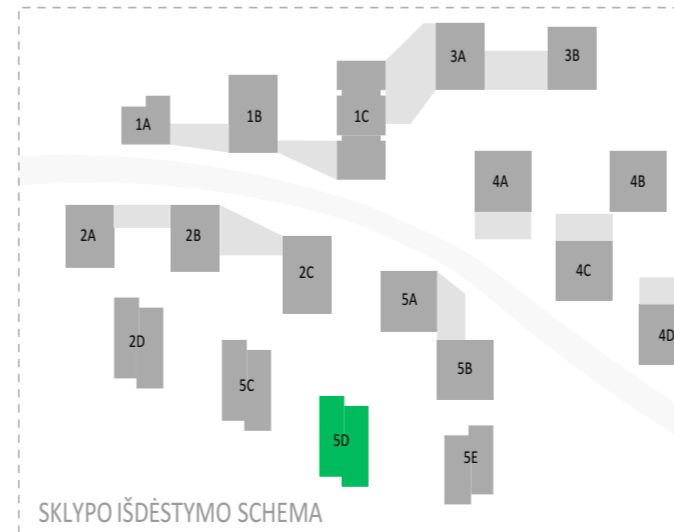 3A
3B
1A
1B
1C
4A
4B
2A
2B
2C
4C
5A
4D
2D
5B
5C
5D
5E
SKLYPO IŠDĖSTYMO SCHEMA